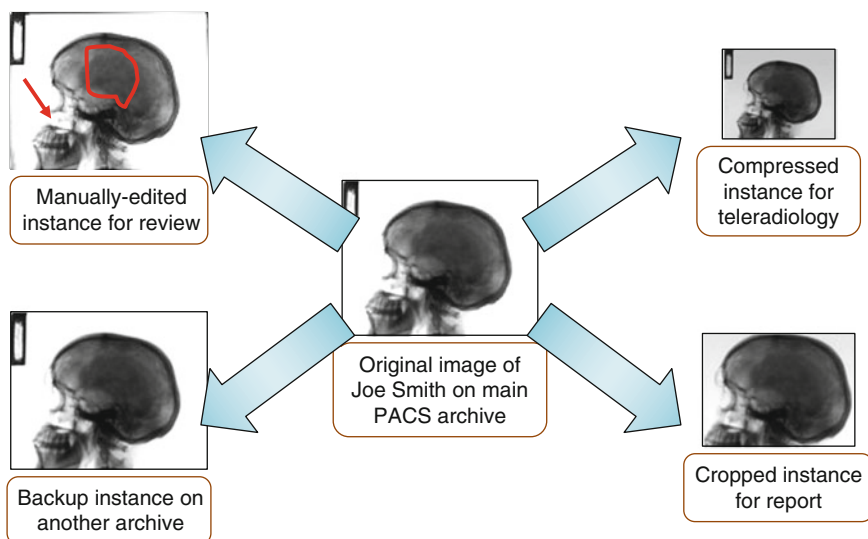 Manually-edited
instance for review
Compressed
instance for
teleradiology
Original image of
Joe Smith on main
PACS archive
Backup instance on
another archive
Cropped instance
for report